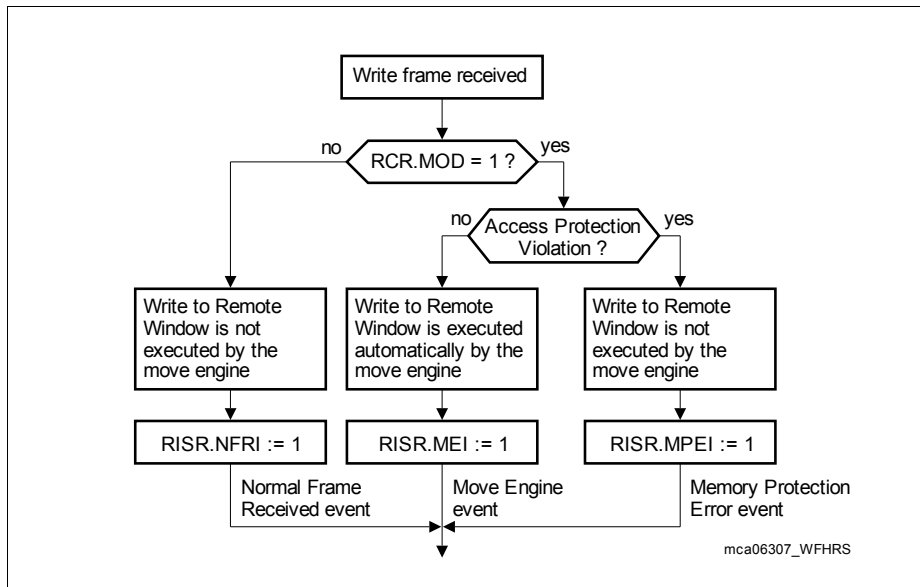 Write frame received
no
yes
RCR.MOD = 1 ?
no
yes
Access Protection
Violation ?
Write to Remote
Window is not
executed by the
move engine
Write to Remote
Window is executed
automatically by the
move engine
Write to Remote
Window is not
executed by the
move engine
RISR.NFRI := 1
RISR.MEI := 1
RISR.MPEI := 1
Normal Frame
Received event
Move Engine
event
Memory Protection
Error event
mca06307_WFHRS